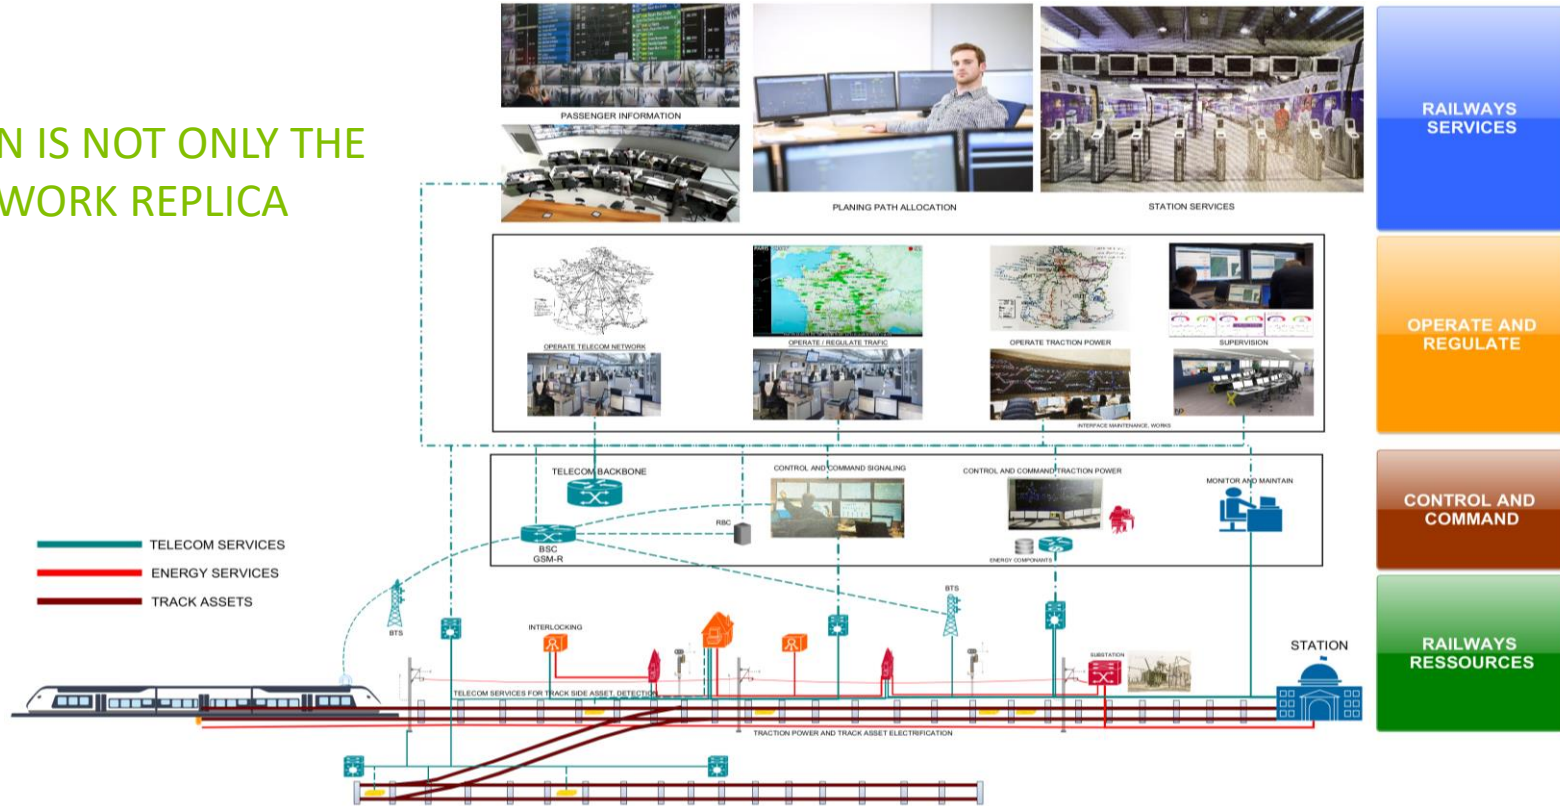 N IS NOT ONLY THE
WORK REPLICA
PASSENGER INFORMATION
PLANING PATH ALLOCATION
STATION SERVICES
RAILWAYS
SERVICES
OPERATE TELECOM NETWORK
OPERATE / REGULATE TRAFIC
OPERATE TRACTION POWER
SUPERVISION
INTERFACE MAINTENANCE, WORKS
OPERATE AND
REGULATE
TELECOM BACKBONE
CONTROL AND COMMAND SIGNALING
CONTROL AND COMMAND TRACTION POWER
MONITOR AND MAINTAIN
RBC
BSC
GSM-R
ENERGY COMPONANTS
CONTROL AND
COMMAND
TELECOM SERVICES
ENERGY SERVICES
TRACK ASSETS
BTS
BTS
INTERLOCKING
SUBSTATION
STATION
TELECOM SERVICES FOR TRACK SIDE ASSET, DETECTION
TRACTION POWER AND TRACK ASSET ELECTRIFICATION
RAILWAYS
RESSOURCES